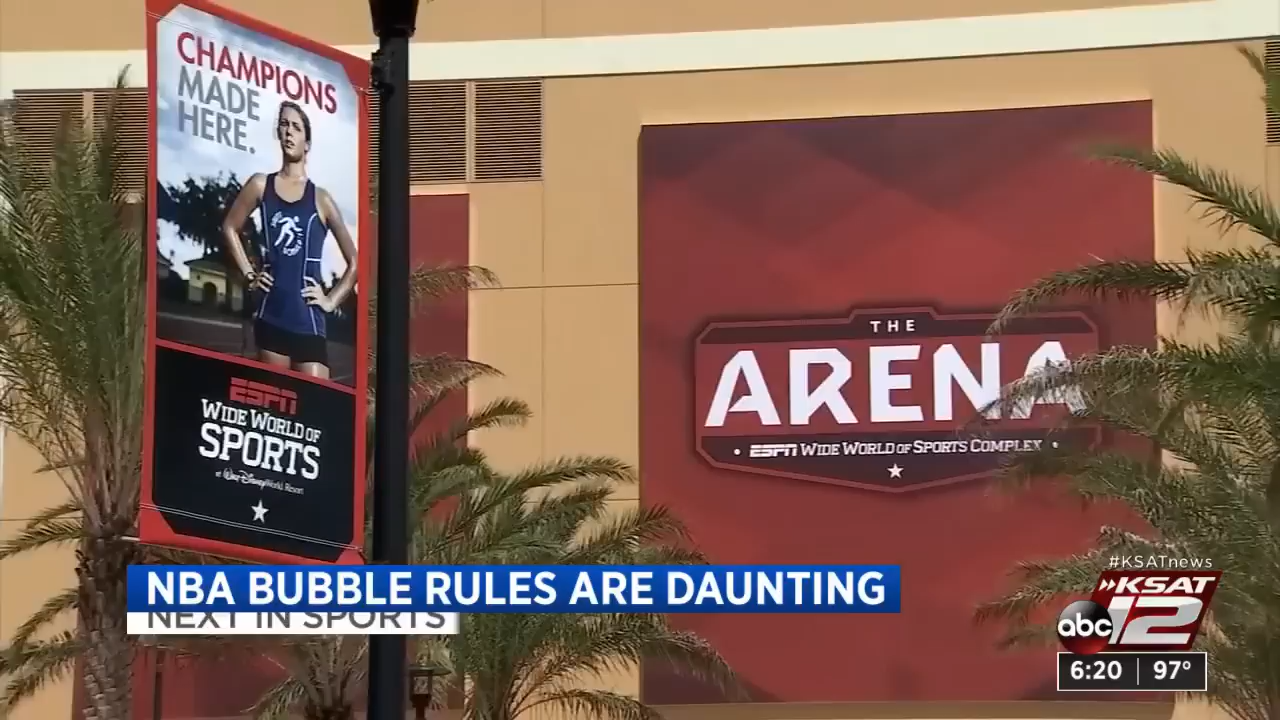 CHAMPIONS
MADE
HERE.
ESPN
WIDE WORLD OF
SPORTS
at Walt Disney World Resort
THE
ARENA
• ESPN WIDE WORLD OF SPORTS COMPLEX •
#KSATnews
KSAT
abc 12
6:20 97°
NBA BUBBLE RULES ARE DAUNTING
NEXT IN SPORTS